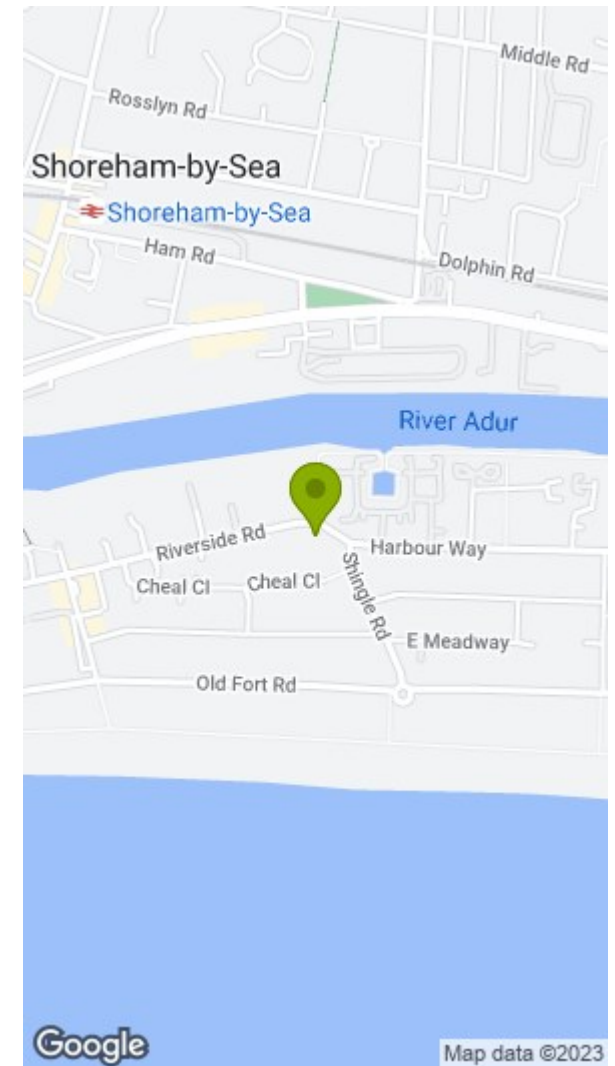 Middle Rd
Rosslyn Rd
Shoreham-by-Sea
Shoreham-by-Sea
Ham Rd
Dolphin Rd
River Adur
Riverside Rd
Harbour Way
Cheal Cl
Cheal Cl
Shingle Rd
E Meadway
Old Fort Rd
Google
Map data ©2023